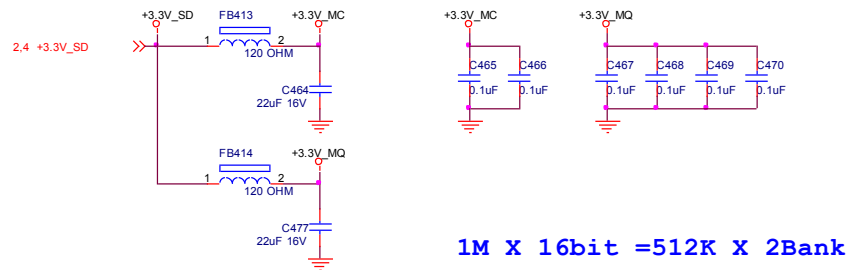 +3.3V_SD
FB413
+3.3V_MC
+3.3V_MC
+3.3V_MQ
2,4 +3.3V_SD
1
2
120 OHM
C464
22uF 16V
C465
0.1uF
C466
0.1uF
C467
0.1uF
C468
0.1uF
C469
0.1uF
C470
0.1uF
FB414
+3.3V_MQ
1
2
120 OHM
C477
22uF 16V
1M X 16bit =512K X 2Bank